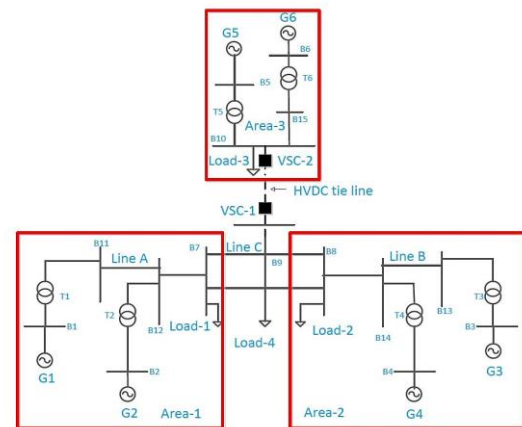 G6
G5
B6
T6
B5
T5
B15
Area-3
B10
Load-3
VSC-2
HVDC tie line
VSC-1
B11
B7
B8
Line A
Line C
Line B
B9
T1
T2
T4
T3
B13
Load-1
Load-2
B1
B12
Load-4
B14
B3
G1
B2
B4
G3
G2
Area-1
Area-2
G4